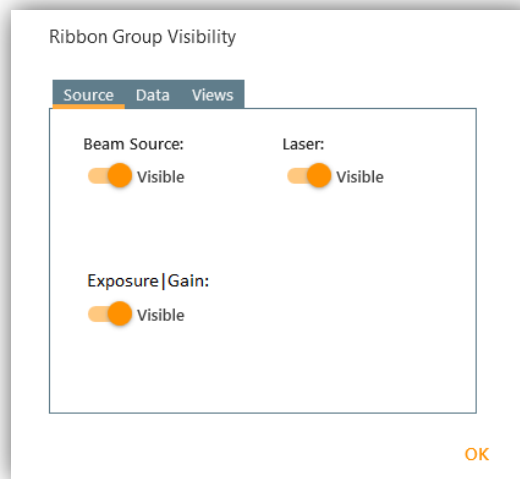 Ribbon Group Visibility
Source Data Views
Beam Source: Laser:
Visible Visible
Exposure|Gain:
Visible
OK